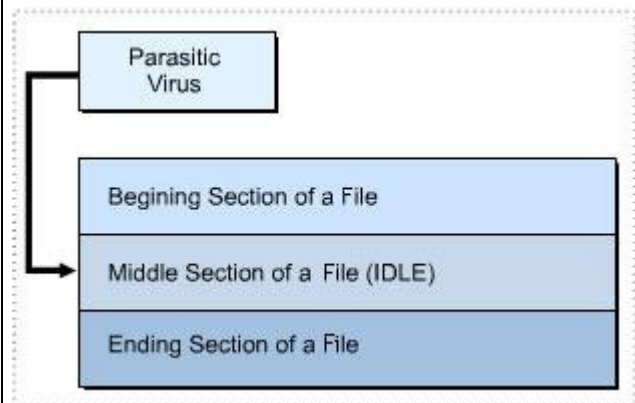 Parasitic
Virus
Begining Section of a File
Middle Section of a File (IDLE)
Ending Section of a File